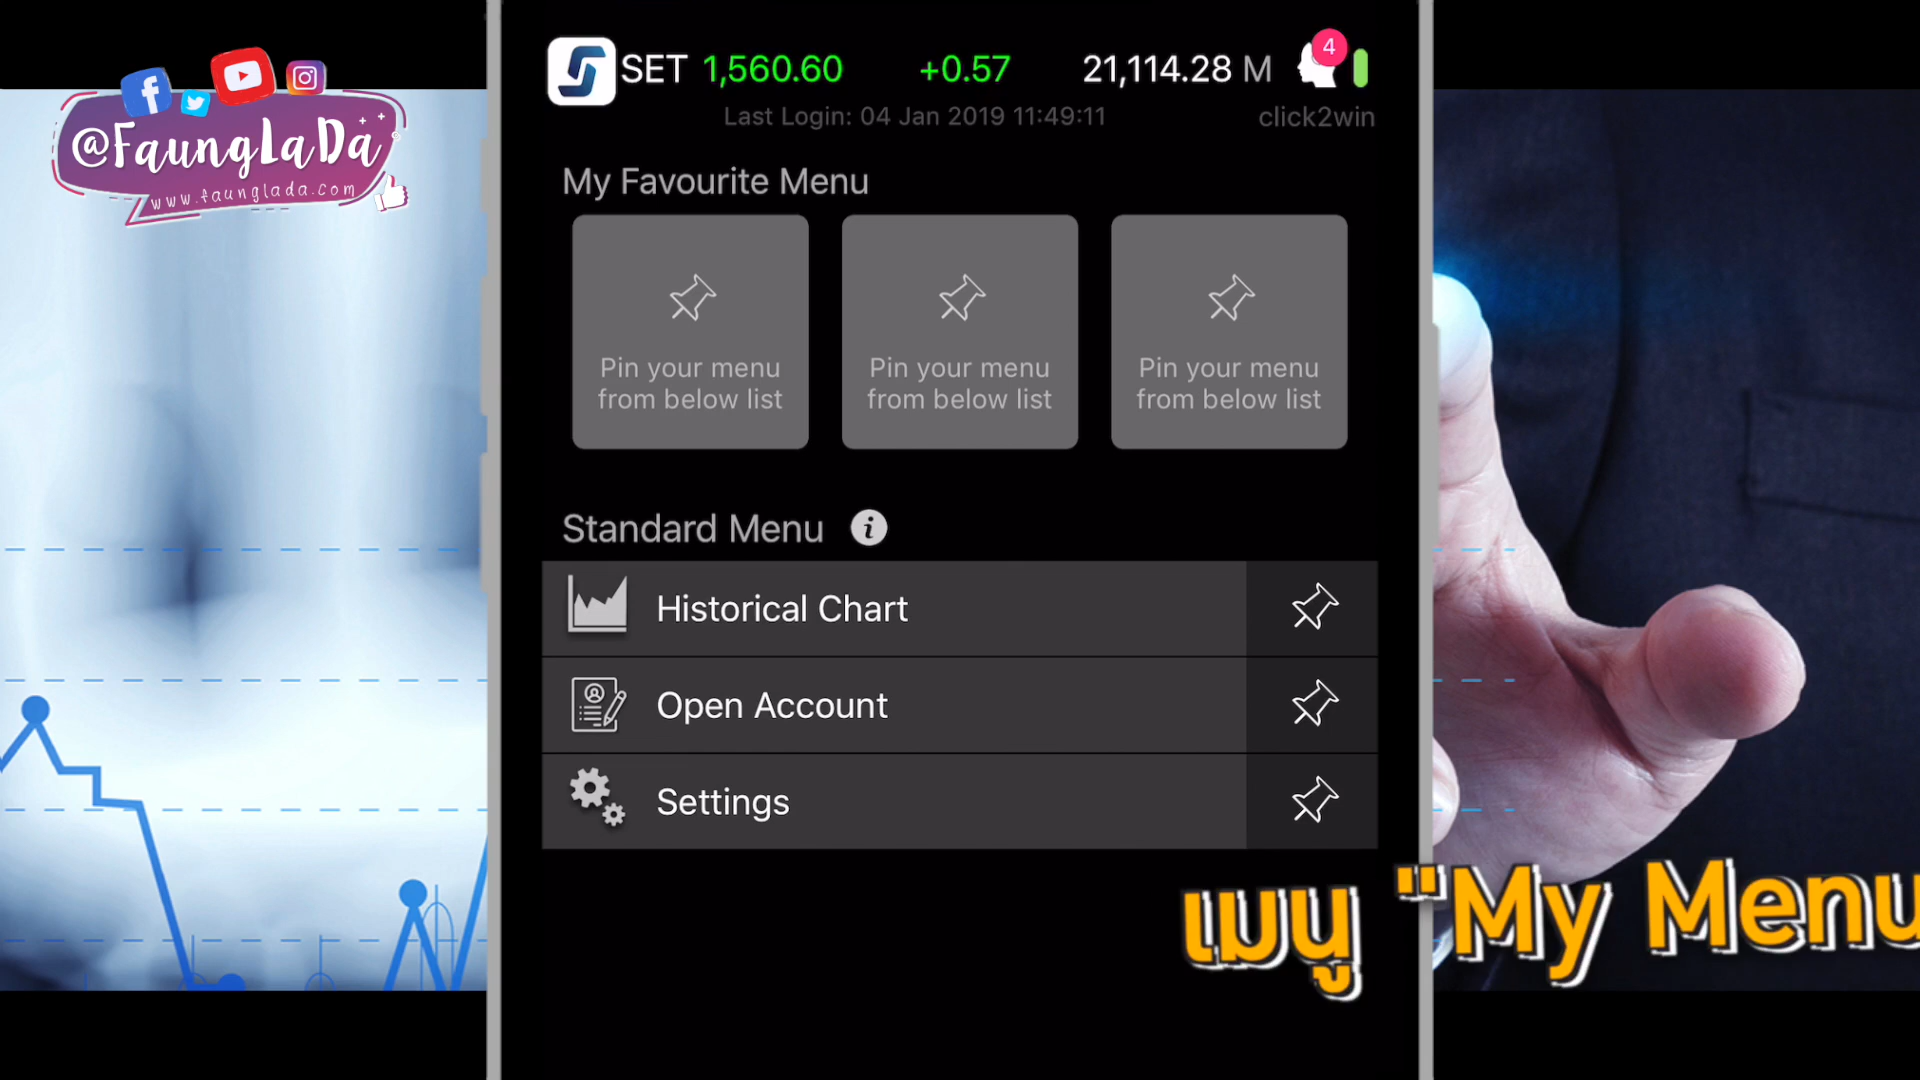 @FaungLaDa
www.faunglada.com
SET 1,560.60 +0.57 21,114.28 M 4
Last Login: 04 Jan 2019 11:49:11 click2win
My Favourite Menu
Pin your menu from below list
Pin your menu from below list
Pin your menu from below list
Standard Menu i
Historical Chart
Open Account
Settings
เมนู "My Menu